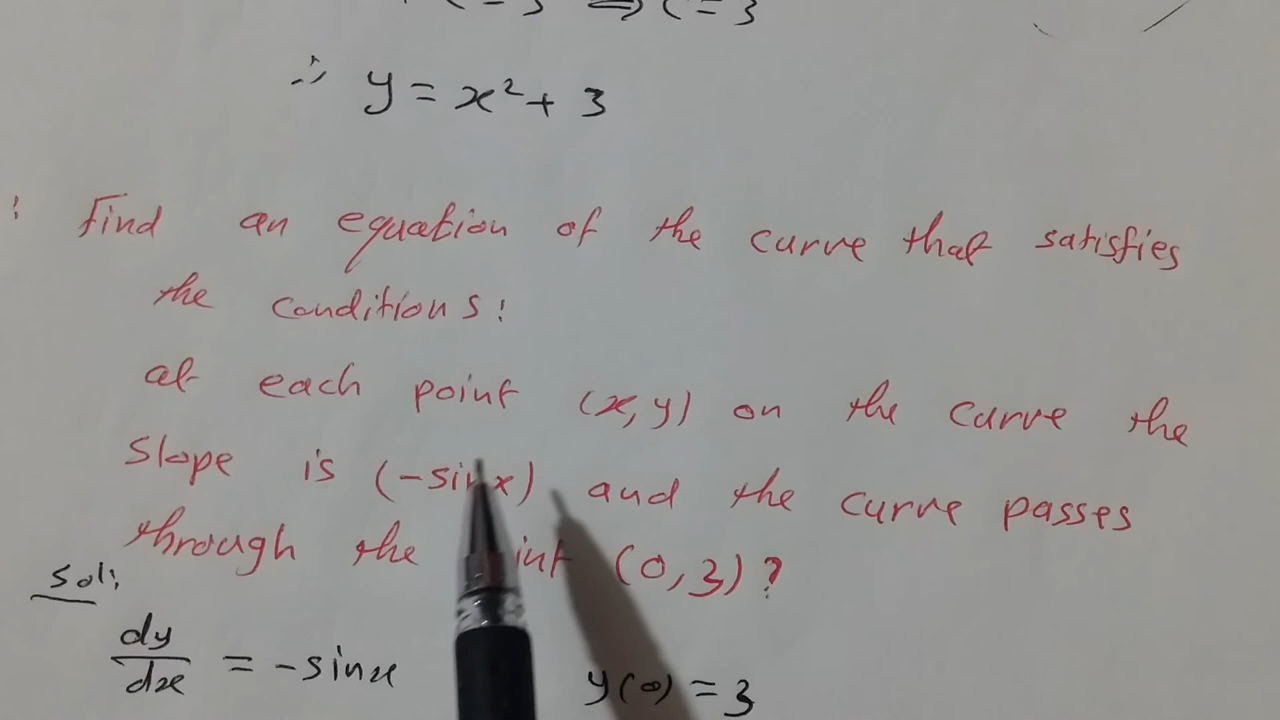 ∴ y = x² + 3
: Find an equation of the curve that satisfies
the conditions:
at each point (x,y) on the curve the
slope is (-sinx) and the curve passes
through the (0,3)?
Sol:
dy/dx = -sinx y(0) = 3